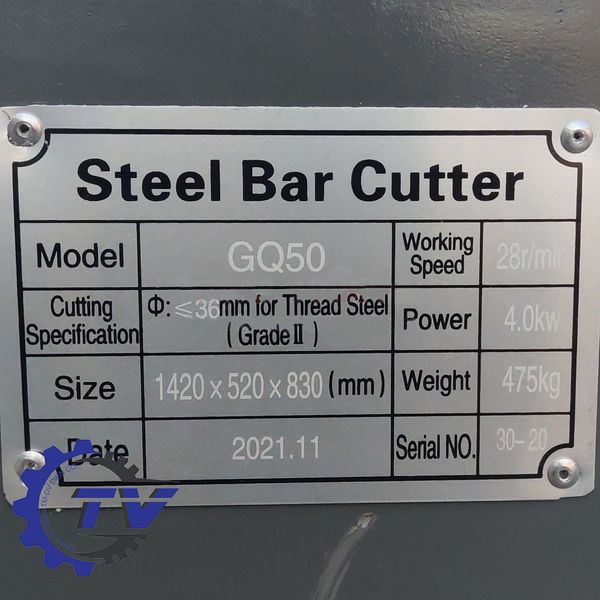 Steel Bar Cutter
Model GQ50 Working Speed 28r/min
Cutting Specification Φ: ≤36mm for Thread Steel (Grade Ⅱ) Power 4.0kw
Size 1420×520×830 (mm) Weight 475kg
Date 2021.11 Serial NO. 30-20
TV